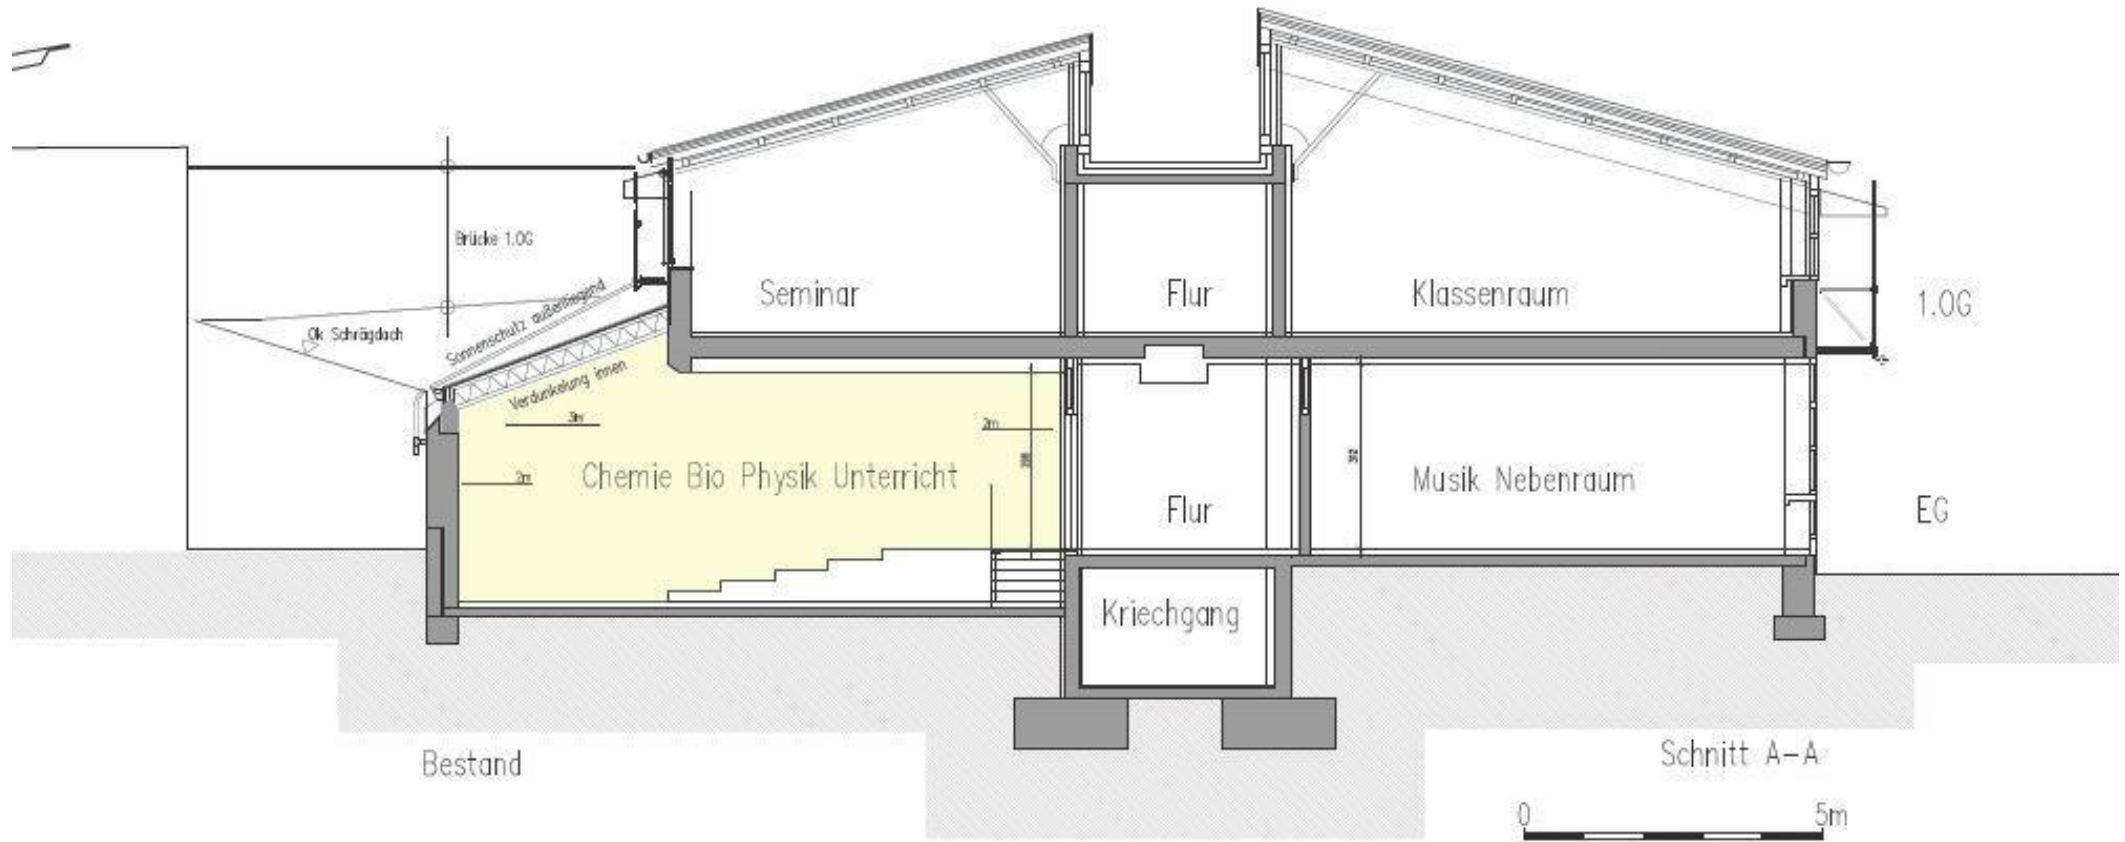 Brücke 1.OG
Ok Schrägdach
Sonnenschutz außenliegend
Verdunkelung innen
Seminar
Flur
Klassenraum
1.OG
3m
2m
2m
Chemie Bio Physik Unterricht
312
Flur
Musik Nebenraum
EG
Kriechgang
Bestand
Schnitt A-A
0
5m